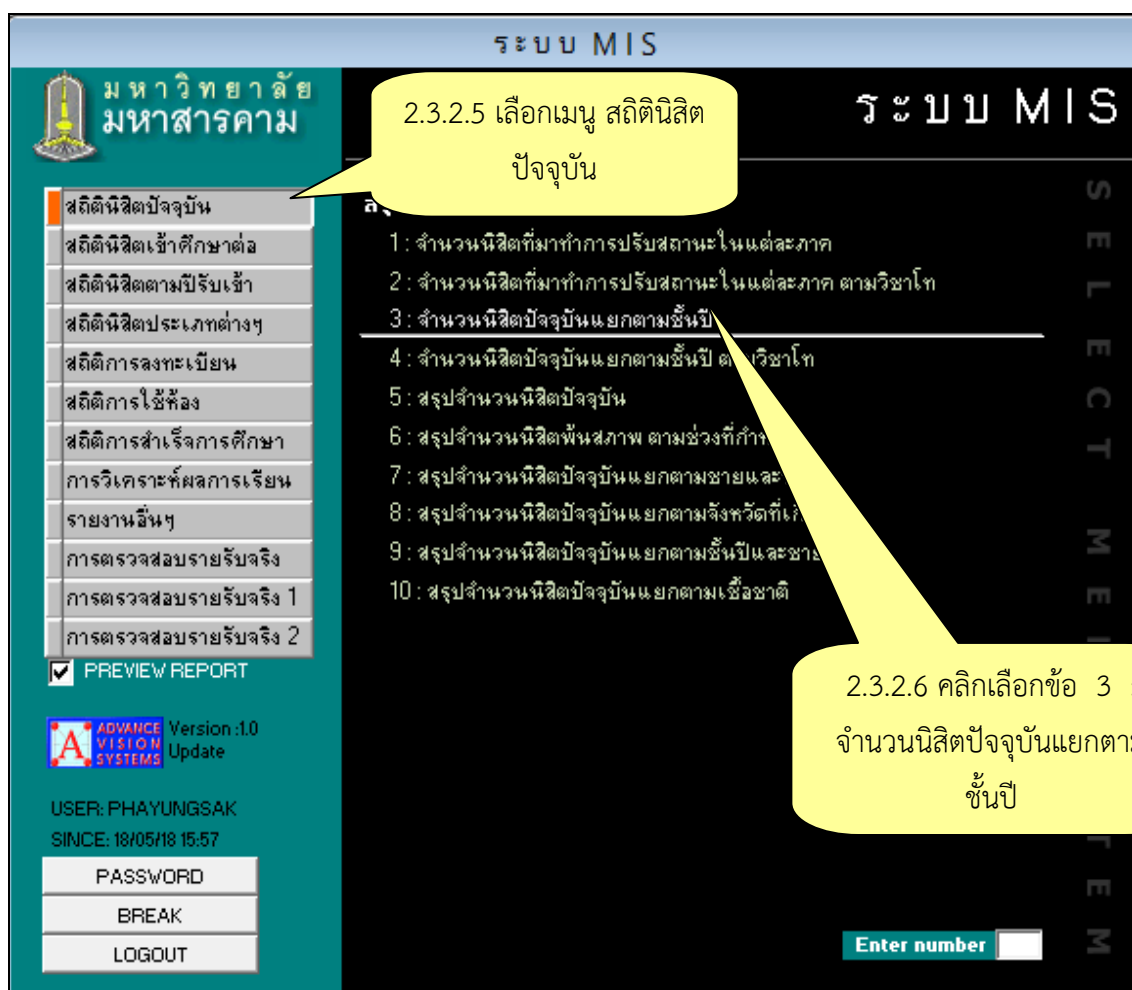 ระบบ MIS
มหาวิทยาลัย
มหาสารคาม
ระบบ MIS
2.3.2.5 เลือกเมนู สถิตินิสิต
ปัจจุบัน
สถิตินิสิตปัจจุบัน
สถิตินิสิตเข้าศึกษาต่อ
สถิตินิสิตตามปีรับเข้า
สถิตินิสิตประเภทต่างๆ
สถิติการลงทะเบียน
สถิติการใช้ห้อง
สถิติการสำเร็จการศึกษา
การวิเคราะห์ผลการเรียน
รายงานอื่นๆ
การตรวจสอบรายรับจริง
การตรวจสอบรายรับจริง 1
การตรวจสอบรายรับจริง 2
PREVIEW REPORT
ADVANCE
VISION
SYSTEMS
Version :1.0
Update
USER: PHAYUNGSAK
SINCE: 18/05/18 15:57
PASSWORD
BREAK
LOGOUT
1 : จำนวนนิสิตที่มาทำการปรับสถานะในแต่ละภาค
2 : จำนวนนิสิตที่มาทำการปรับสถานะในแต่ละภาค ตามวิชาโท
3 : จำนวนนิสิตปัจจุบันแยกตามชั้นปี
4 : จำนวนนิสิตปัจจุบันแยกตามชั้นปี ตามวิชาโท
5 : สรุปจำนวนนิสิตปัจจุบัน
6 : สรุปจำนวนนิสิตพ้นสภาพ ตามช่วงที่กำห
7 : สรุปจำนวนนิสิตปัจจุบันแยกตามชายและ
8 : สรุปจำนวนนิสิตปัจจุบันแยกตามจังหวัดที่
9 : สรุปจำนวนนิสิตปัจจุบันแยกตามชั้นปีและชาย
10 : สรุปจำนวนนิสิตปัจจุบันแยกตามเชื้อชาติ
2.3.2.6 คลิกเลือกข้อ 3
จำนวนนิสิตปัจจุบันแยกตาม
ชั้นปี
Enter number
SELECT